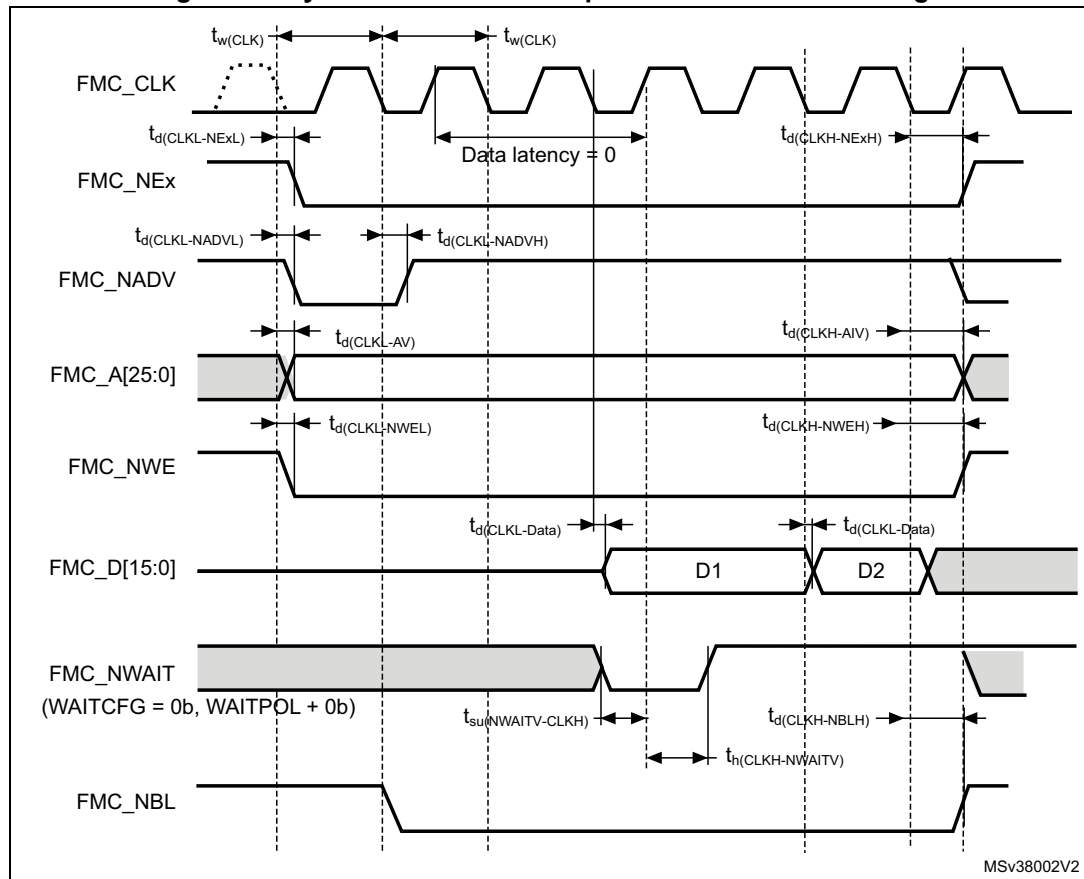 tw(CLK) tw(CLK)
FMC_CLK
td(CLKL-NExL) Data latency = 0 td(CLKH-NExH)
FMC_NEx
td(CLKL-NADVL) td(CLKL-NADVH)
FMC_NADV
td(CLKL-AV) td(CLKH-AIV)
FMC_A[25:0]
td(CLKL-NWEL) td(CLKH-NWEH)
FMC_NWE
td(CLKL-Data) td(CLKL-Data)
FMC_D[15:0] D1 D2
FMC_NWAIT
(WAITCFG = 0b, WAITPOL + 0b)
tsu(NWAITV-CLKH) td(CLKH-NBLH)
th(CLKH-NWAITV)
FMC_NBL
MSv38002V2